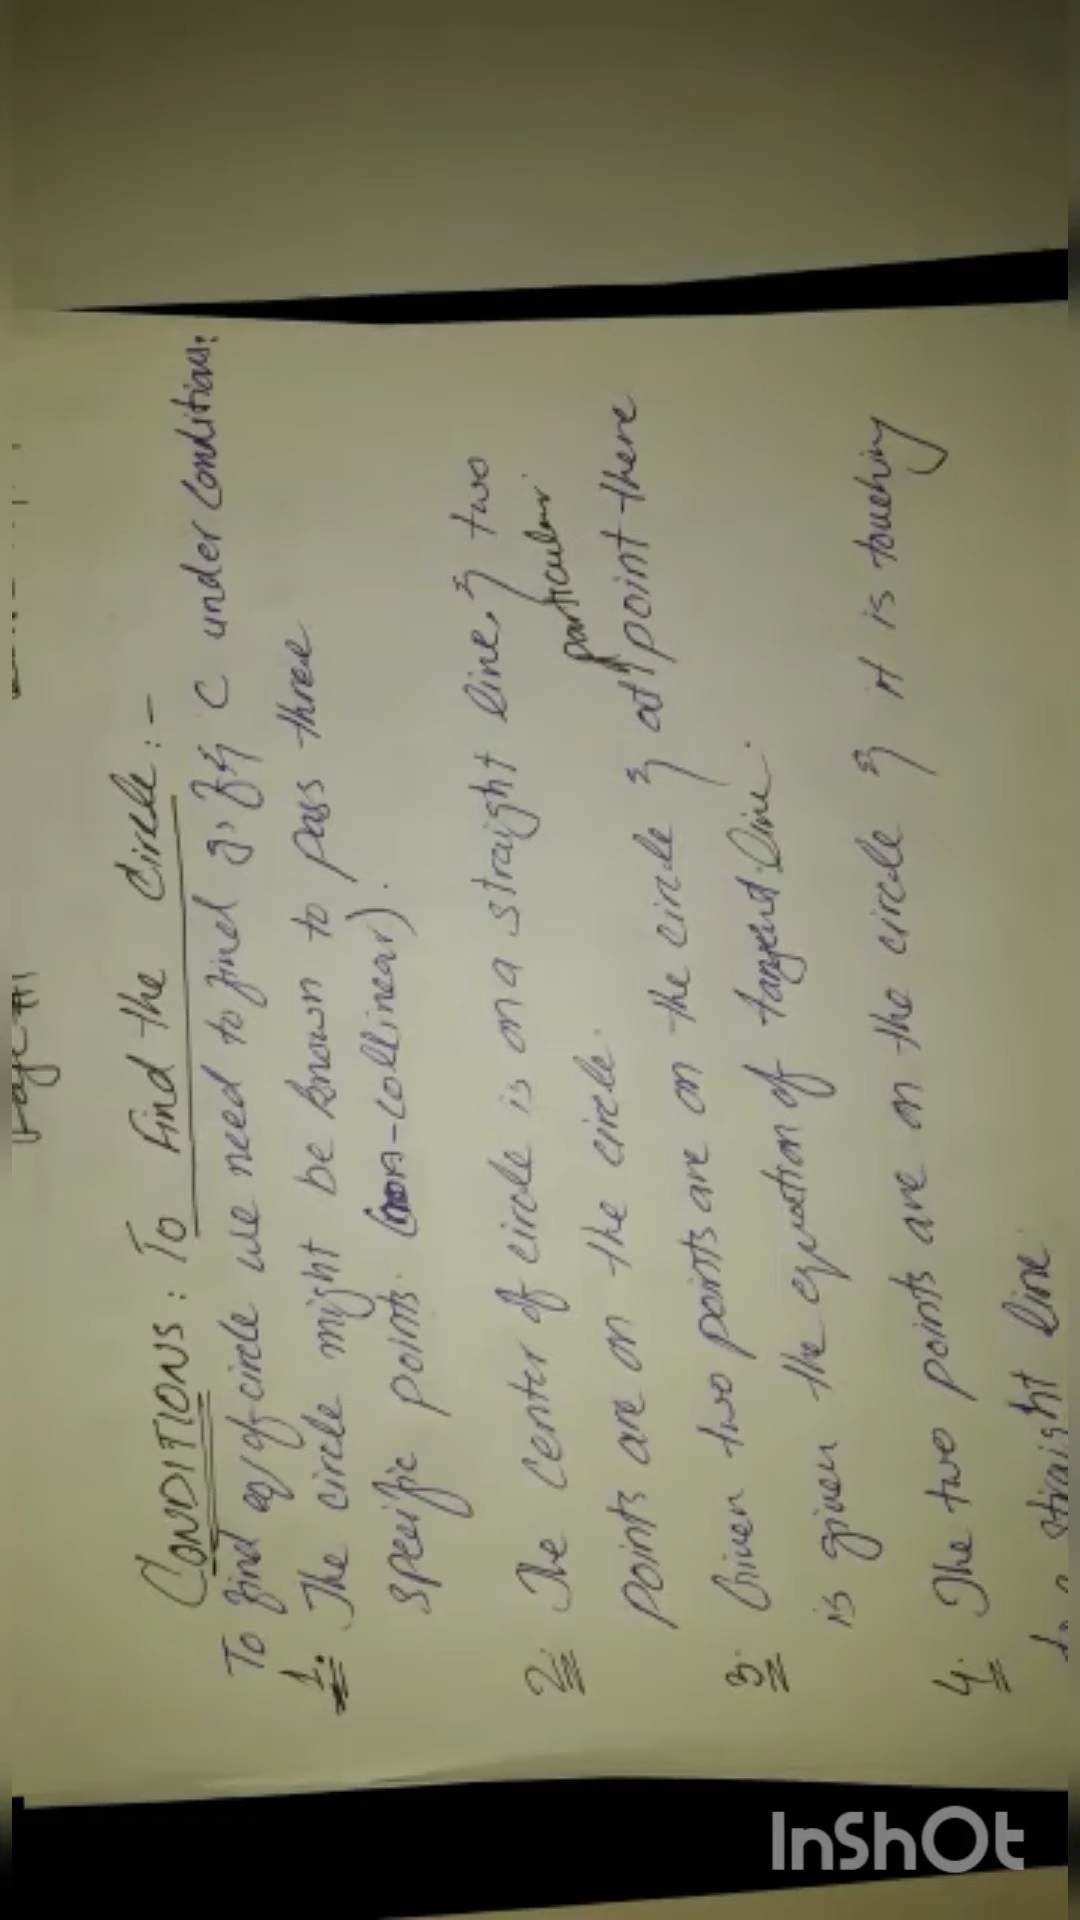 Page #11
CONDITIONS: To find the Circle:-
To find eq of circle we need to find g, f & C under Conditions:
1. The circle might be known to pass three
specific points. (non-collinear).
2. The center of circle is on a straight line, & two
points are on the circle.
particular
3. Given two points are on the circle & at point there
is given the equation of tangent line.
4. The two points are on the circle & it is touching
straight line
InShOt